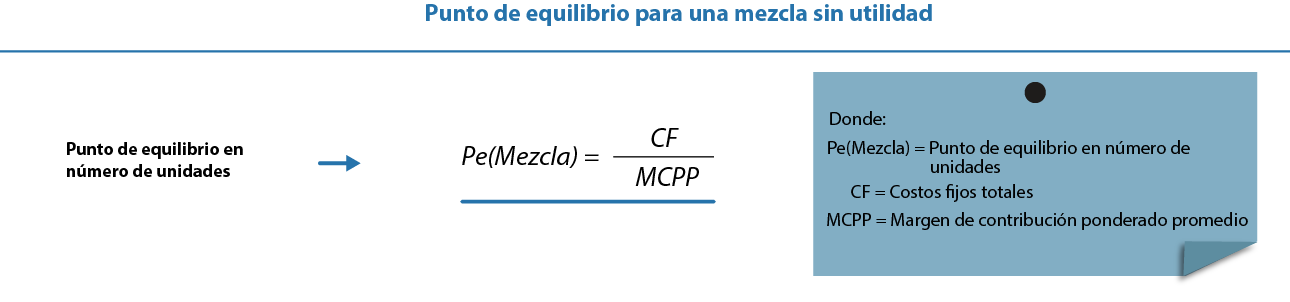 Punto de equilibrio para una mezcla sin utilidad
Punto de equilibrio en
número de unidades
Pe(Mezcla) = CF
MCPP
Donde:
Pe(Mezcla) = Punto de equilibrio en número de
unidades
CF = Costos fijos totales
MCPP = Margen de contribución ponderado promedio